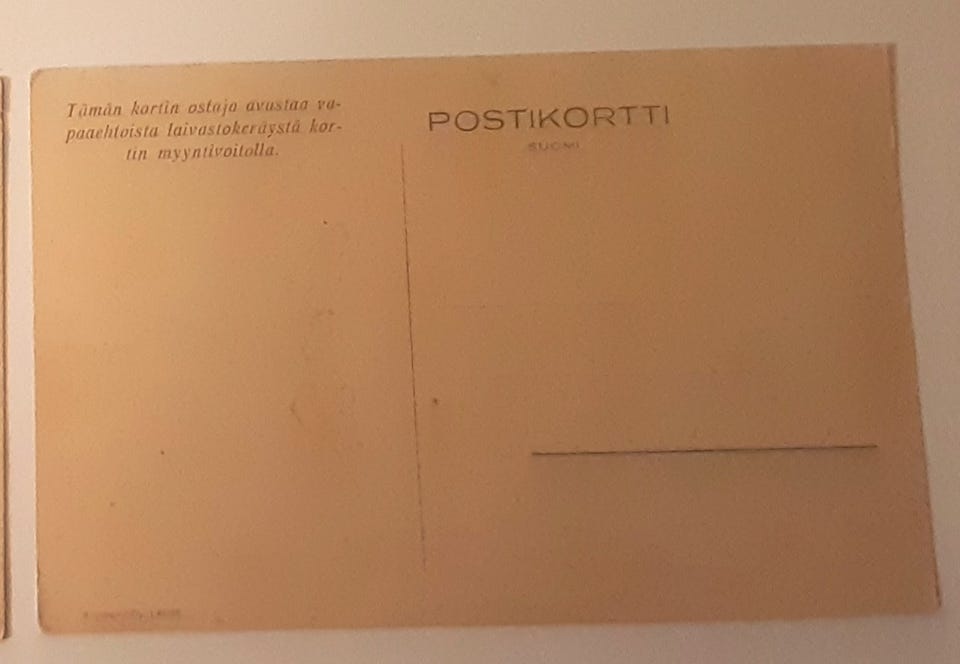 Tämän kortin ostaja avustaa va-
paaehtoista laivastokeräystä kor-
tin myyntivoitolla.
POSTIKORTTI
SUOMI